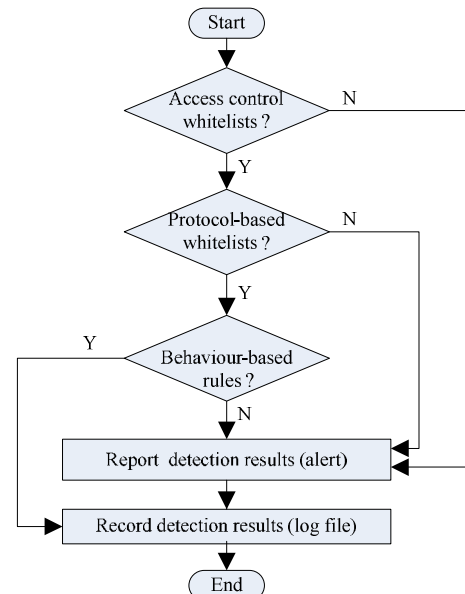 Start
Access control
whitelists ?
N
Y
Protocol-based
whitelists ?
N
Y
Y
Behaviour-based
rules ?
N
Report detection results (alert)
Record detection results (log file)
End